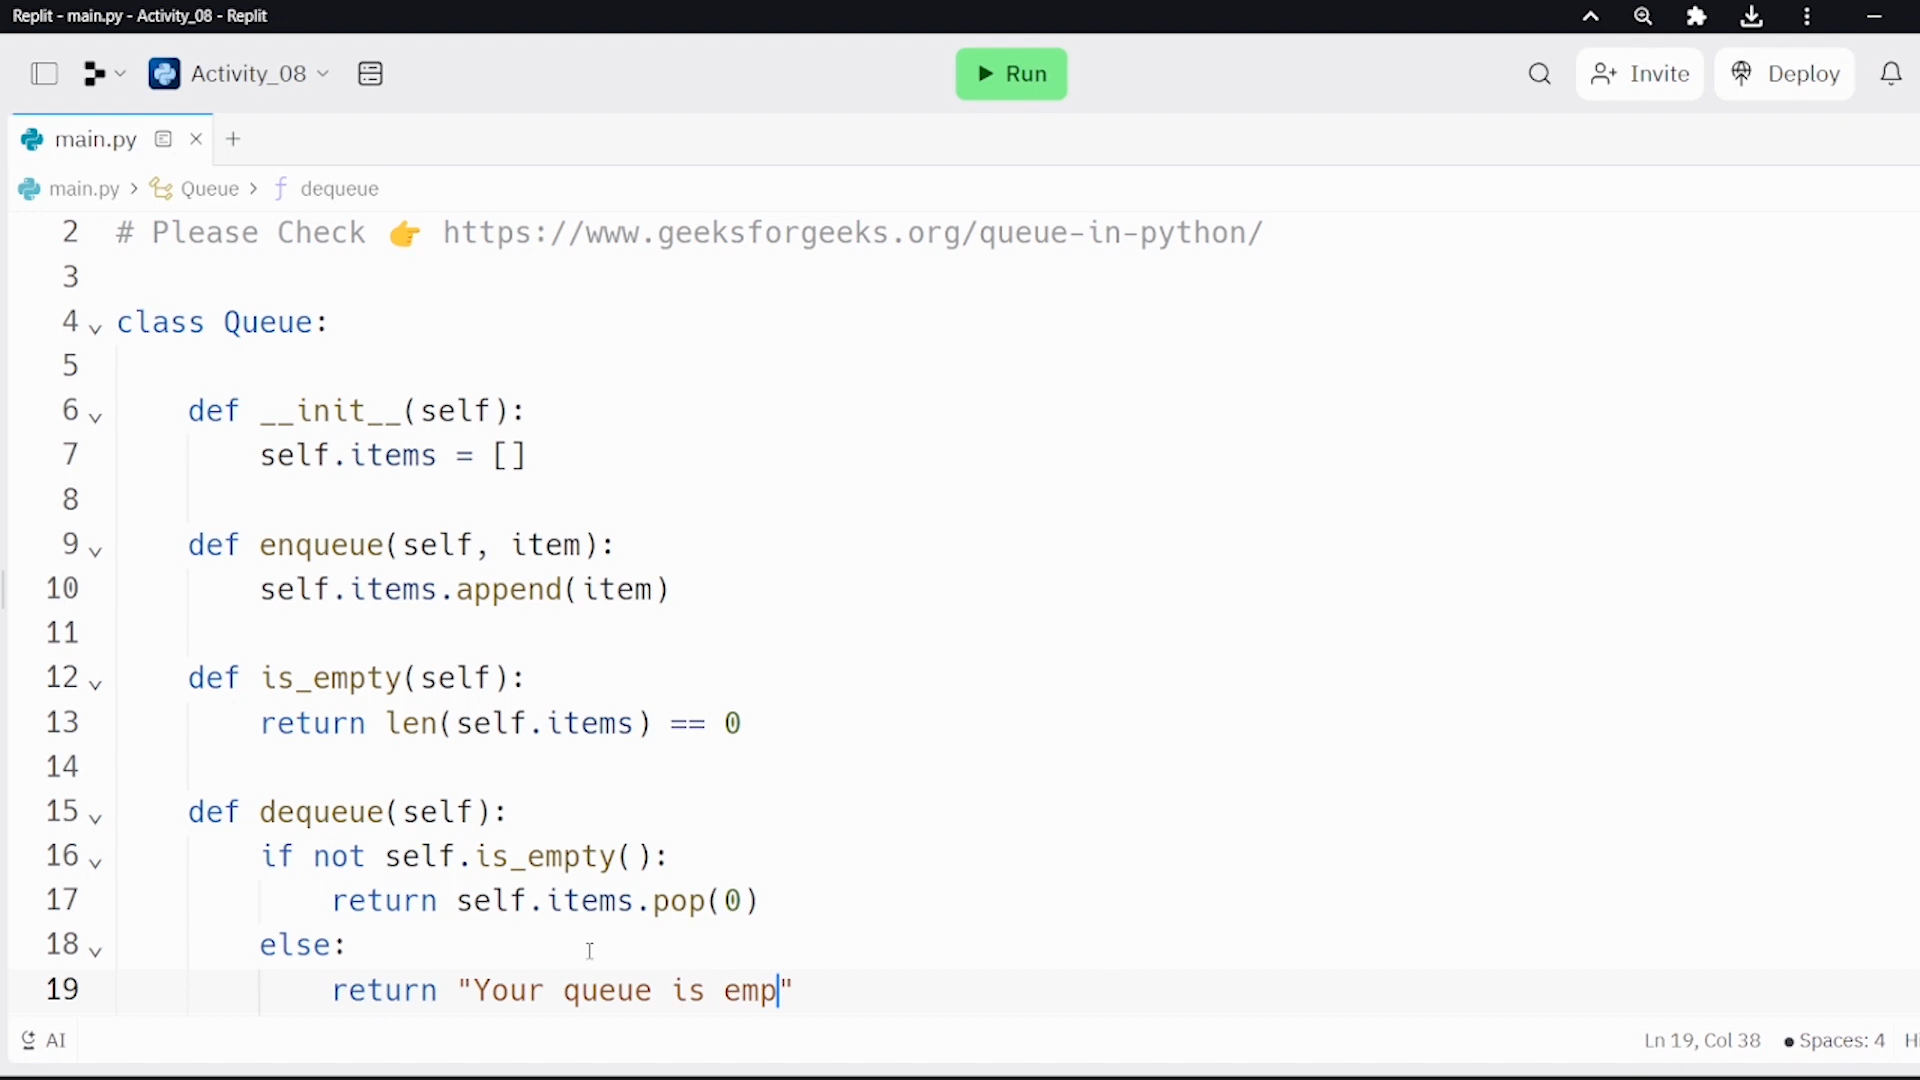 Replit - main.py - Activity_08 - Replit
Activity_08
Run
Invite
Deploy
main.py
main.py > Queue > dequeue
2 # Please Check 👉 https://www.geeksforgeeks.org/queue-in-python/
3
4 class Queue:
5
6     def __init__(self):
7         self.items = []
8
9     def enqueue(self, item):
10         self.items.append(item)
11
12     def is_empty(self):
13         return len(self.items) == 0
14
15     def dequeue(self):
16         if not self.is_empty():
17             return self.items.pop(0)
18         else:
19             return "Your queue is emp"
AI
Ln 19, Col 38
Spaces: 4